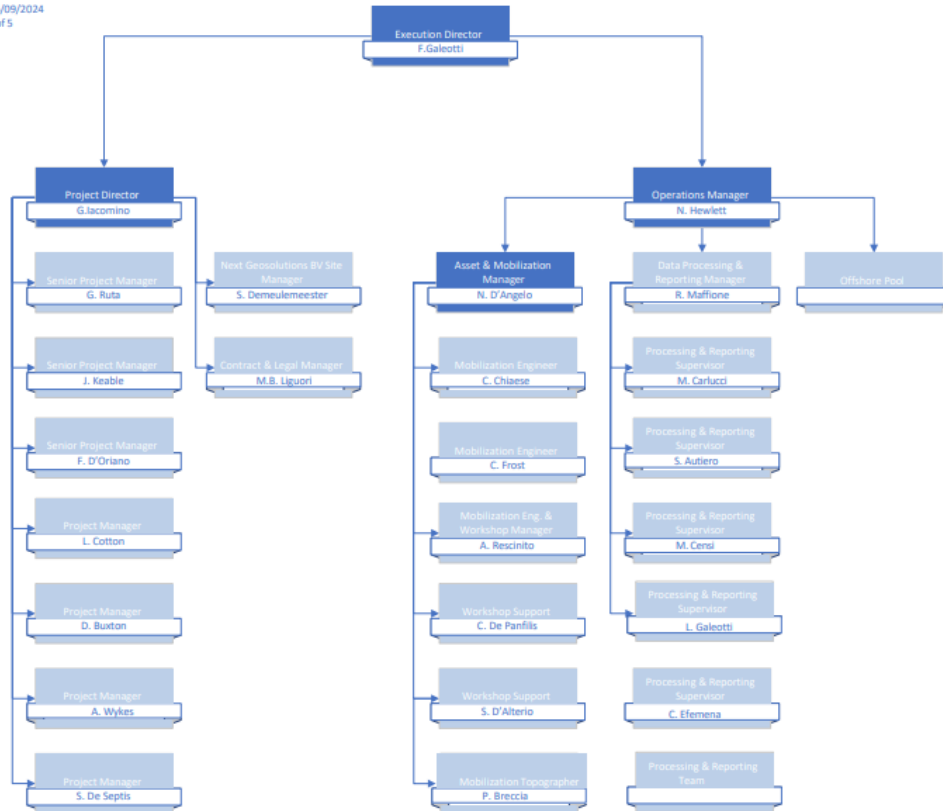 /09/2024
of 5
Execution Director
F.Galeotti
Project Director
G.Iacomino
Operations Manager
N. Hewlett
Senior Project Manager
G. Ruta
Next Geosolutions BV Site
Manager
S. Demeulemeester
Asset & Mobilization
Manager
N. D'Angelo
Data Processing &
Reporting Manager
R. Maffione
Offshore Pool
Senior Project Manager
J. Keable
Contract & Legal Manager
M.B. Liguori
Mobilization Engineer
C. Chiaese
Processing & Reporting
Supervisor
M. Carlucci
Senior Project Manager
F. D'Oriano
Mobilization Engineer
C. Frost
Processing & Reporting
Supervisor
S. Autiero
Project Manager
L. Cotton
Mobilization Eng. &
Workshop Manager
A. Rescinito
Processing & Reporting
Supervisor
M. Censi
Project Manager
D. Buxton
Workshop Support
C. De Panfilis
Processing & Reporting
Supervisor
L. Galeotti
Project Manager
A. Wykes
Workshop Support
S. D'Alterio
Processing & Reporting
Supervisor
C. Efemena
Project Manager
S. De Septis
Mobilization Topographer
P. Breccia
Processing & Reporting
Team